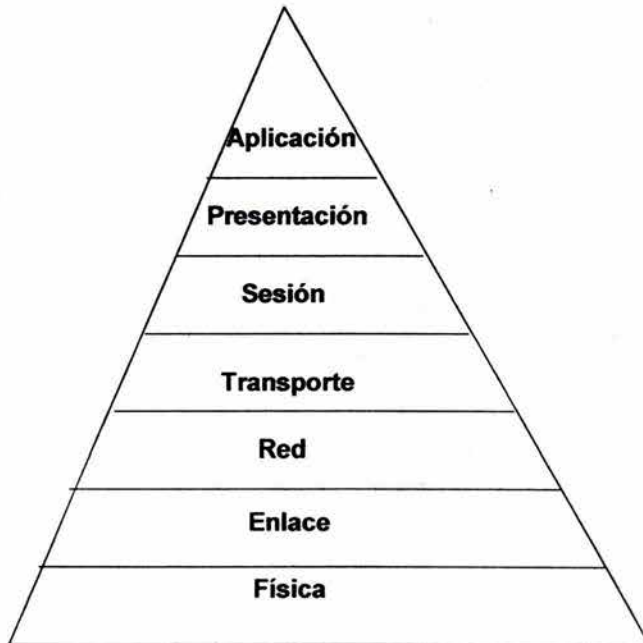 Aplicación
Presentación
Sesión
Transporte
Red
Enlace
Física